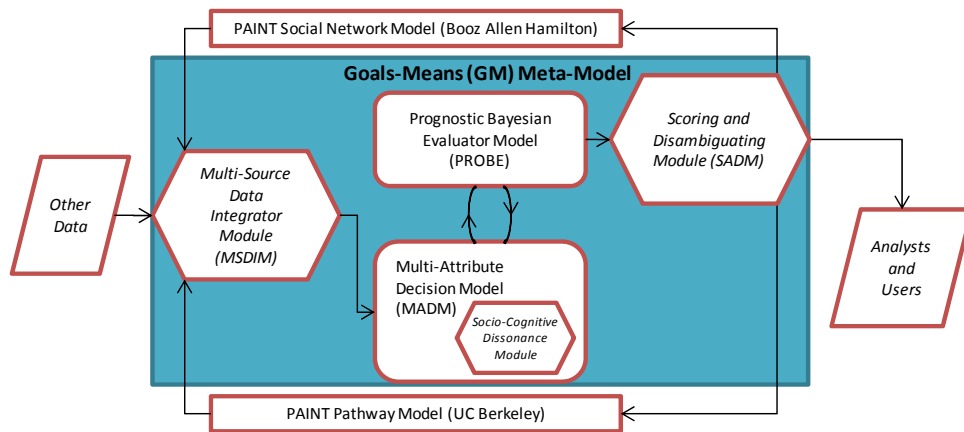 PAINT Social Network Model (Booz Allen Hamilton)
Goals-Means (GM) Meta-Model
Prognostic Bayesian
Evaluator Model
(PROBE)
Scoring and
Disambiguating
Module (SADM)
Multi-Source
Data
Integrator
Module
(MSDIM)
Other
Data
Multi-Attribute
Decision Model
(MADM)
Socio-Cognitive
Dissonance
Module
Analysts
and
Users
PAINT Pathway Model (UC Berkeley)